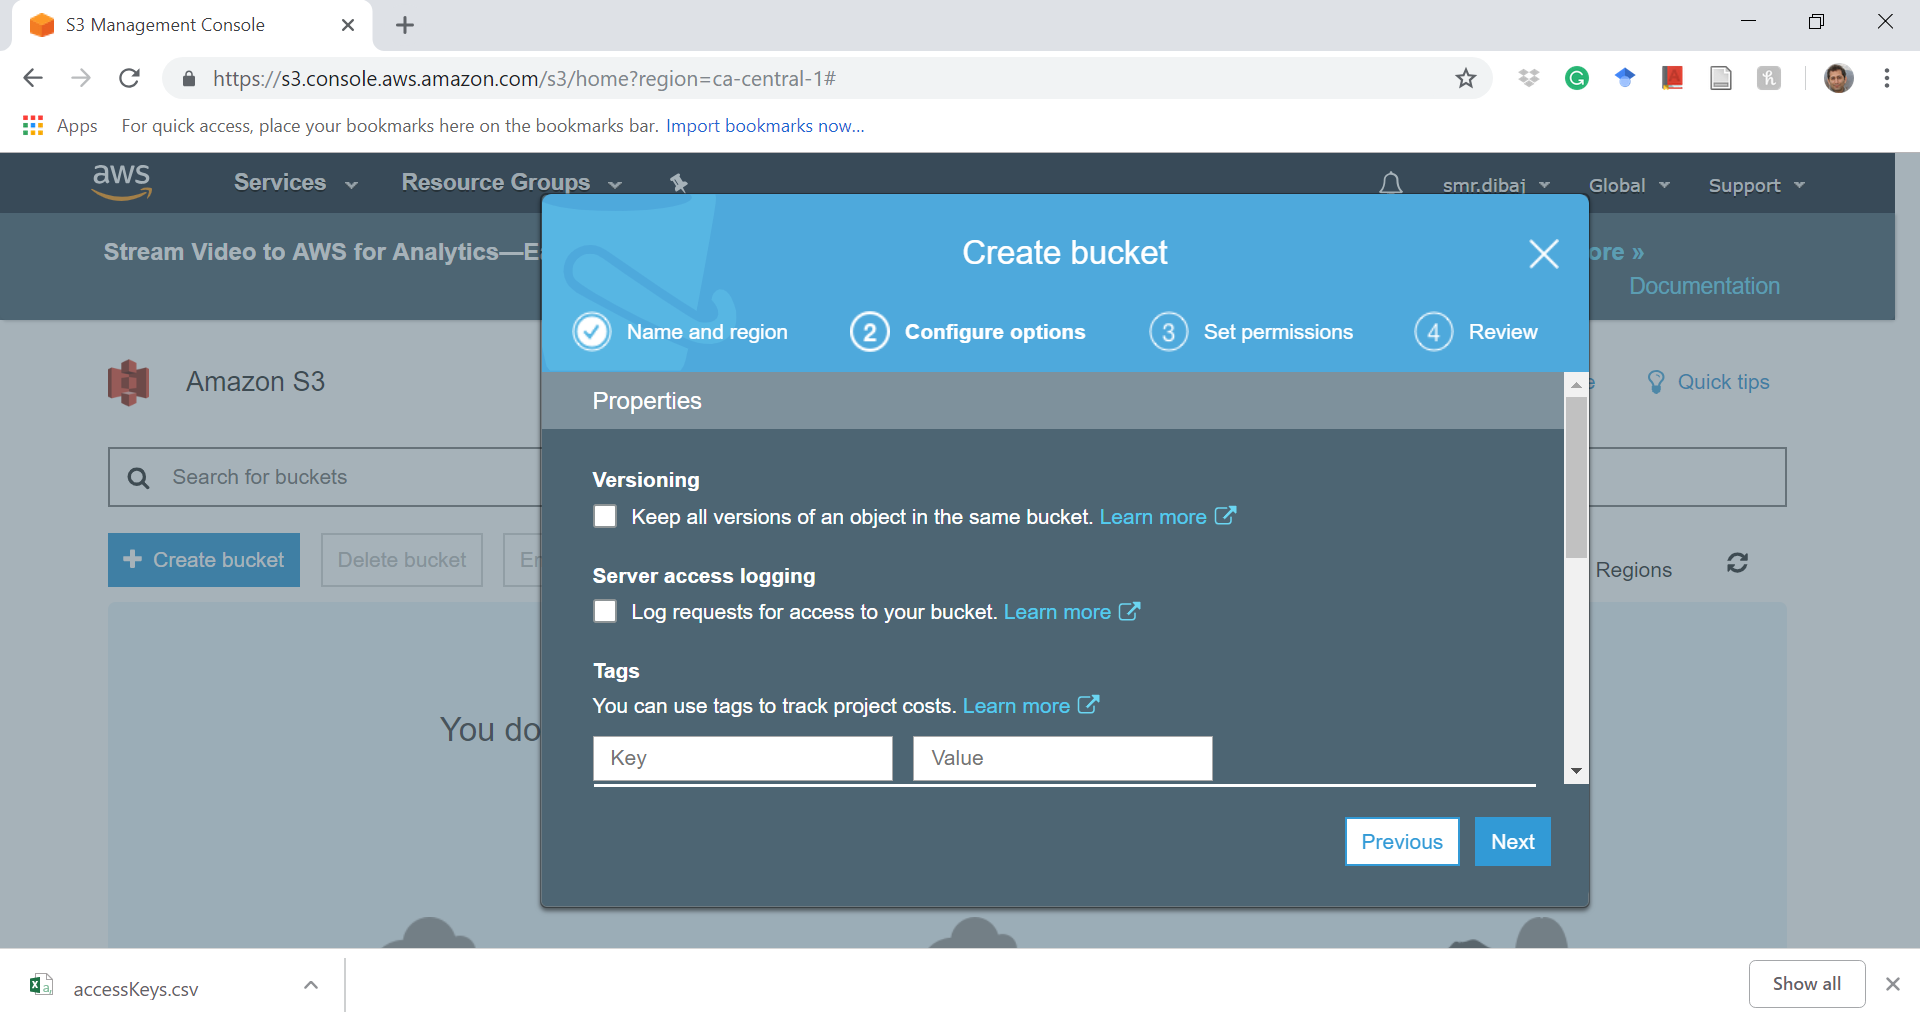 S3 Management Console
https://s3.console.aws.amazon.com/s3/home?region=ca-central-1#
Apps For quick access, place your bookmarks here on the bookmarks bar. Import bookmarks now...
aws Services Resource Groups smr.dibaj Global Support
Stream Video to AWS for Analytics—E ore »
Documentation
Create bucket
Name and region 2 Configure options 3 Set permissions 4 Review
Amazon S3 Quick tips
Properties
Search for buckets
Versioning
Keep all versions of an object in the same bucket. Learn more
Create bucket Delete bucket
Regions
Server access logging
Log requests for access to your bucket. Learn more
Tags
You can use tags to track project costs. Learn more
You do
Key Value
Previous Next
accessKeys.csv Show all